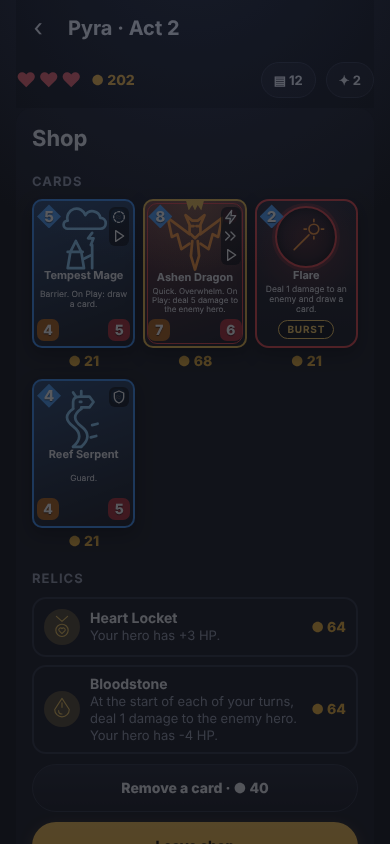 Pyra · Act 2
202
12
2
Shop
CARDS
5
Tempest Mage
Barrier. On Play: draw
a card.
4
5
21
8
Ashen Dragon
Quick. Overwhelm. On
Play: deal 5 damage to
the enemy hero.
7
6
68
2
Flare
Deal 1 damage to an
enemy and draw a
card.
BURST
21
4
Reef Serpent
Guard.
4
5
21
RELICS
Heart Locket
Your hero has +3 HP.
64
Bloodstone
At the start of each of your turns,
deal 1 damage to the enemy hero.
Your hero has -4 HP.
64
Remove a card · 40